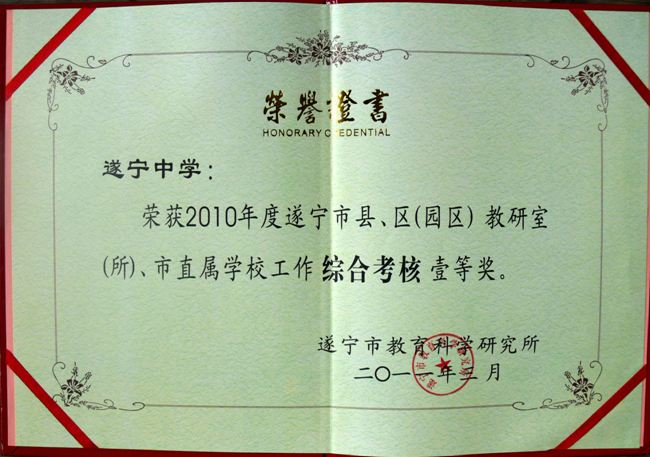 榮譽證書
HONORARY CREDENTIAL
遂宁中学：
荣获2010年度遂宁市县、区(园区)教研室
(所)、市直属学校工作 综合考核 壹等奖。
遂宁市教育科学研究所
二〇一一年二月